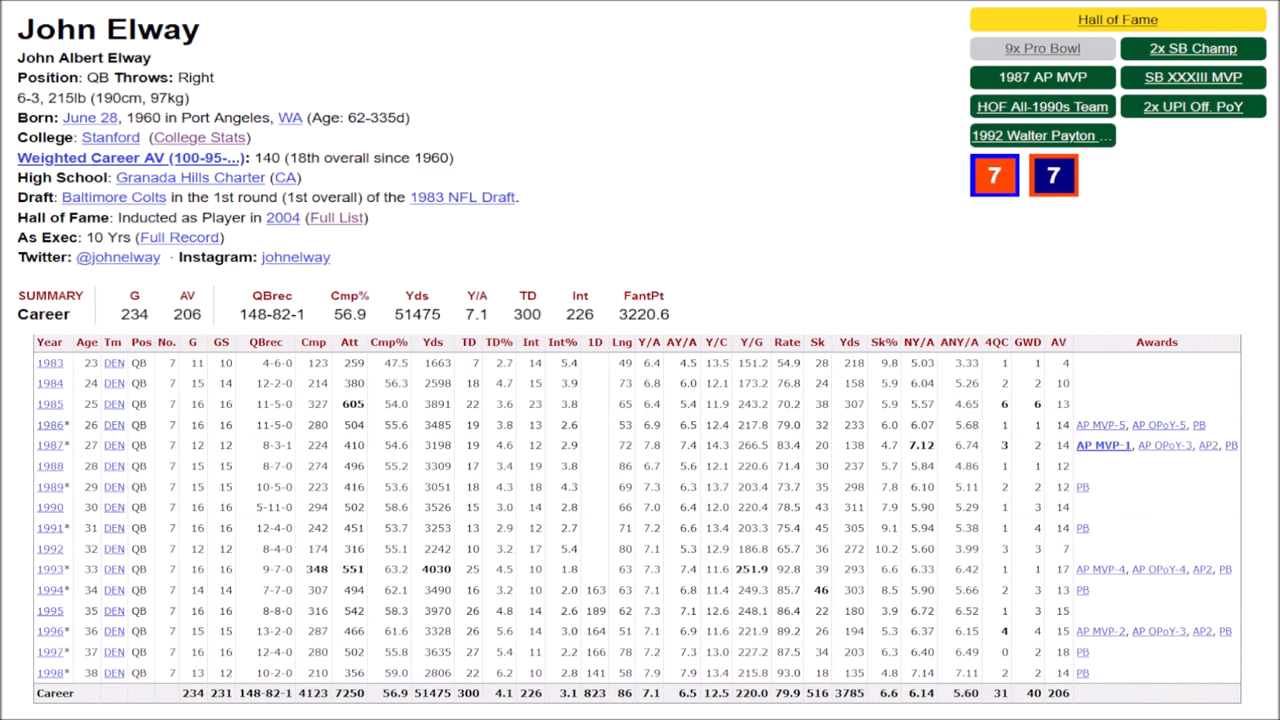 John Elway
John Albert Elway
Position: QB Throws: Right
6-3, 215lb (190cm, 97kg)
Born: June 28, 1960 in Port Angeles, WA (Age: 62-335d)
College: Stanford (College Stats)
Weighted Career AV (100-95-...): 140 (18th overall since 1960)
High School: Granada Hills Charter (CA)
Draft: Baltimore Colts in the 1st round (1st overall) of the 1983 NFL Draft.
Hall of Fame: Inducted as Player in 2004 (Full List)
As Exec: 10 Yrs (Full Record)
Twitter: @johnelway · Instagram: johnelway
Hall of Fame
9x Pro Bowl 2x SB Champ
1987 AP MVP SB XXXIII MVP
HOF All-1990s Team 2x UPI Off. PoY
1992 Walter Payton ...
7 7
SUMMARY G AV QBrec Cmp% Yds Y/A TD Int FantPt
Career 234 206 148-82-1 56.9 51475 7.1 300 226 3220.6
Year Age Tm Pos No. G GS QBrec Cmp Att Cmp% Yds TD TD% Int Int% 1D Lng Y/A AY/A Y/C Y/G Rate Sk Yds Sk% NY/A ANY/A 4QC GWD AV Awards
1983 23 DEN QB 7 11 10 4-6-0 123 259 47.5 1663 7 2.7 14 5.4 49 6.4 4.5 13.5 151.2 54.9 28 218 9.8 5.03 3.33 1 1 4
1984 24 DEN QB 7 15 14 12-2-0 214 380 56.3 2598 18 4.7 15 3.9 73 6.8 6.0 12.1 173.2 76.8 24 158 5.9 6.04 5.26 2 2 10
1985 25 DEN QB 7 16 16 11-5-0 327 605 54.0 3891 22 3.6 23 3.8 65 6.4 5.4 11.9 243.2 70.2 38 307 5.9 5.57 4.65 6 6 13
1986* 26 DEN QB 7 16 16 11-5-0 280 504 55.6 3485 19 3.8 13 2.6 53 6.9 6.5 12.4 217.8 79.0 32 233 6.0 6.07 5.68 1 1 14 AP MVP-5, AP OPoY-5, PB
1987* 27 DEN QB 7 12 12 8-3-1 224 410 54.6 3198 19 4.6 12 2.9 72 7.8 7.4 14.3 266.5 83.4 20 138 4.7 7.12 6.74 3 2 14 AP MVP-1, AP OPoY-3, AP2, PB
1988 28 DEN QB 7 15 15 8-7-0 274 496 55.2 3309 17 3.4 19 3.8 86 6.7 5.6 12.1 220.6 71.4 30 237 5.7 5.84 4.86 1 1 12
1989* 29 DEN QB 7 15 15 10-5-0 223 416 53.6 3051 18 4.3 18 4.3 69 7.3 6.3 13.7 203.4 73.7 35 298 7.8 6.10 5.11 2 2 12 PB
1990 30 DEN QB 7 16 16 5-11-0 294 502 58.6 3526 15 3.0 14 2.8 66 7.0 6.4 12.0 220.4 78.5 43 311 7.9 5.90 5.29 1 3 14
1991* 31 DEN QB 7 16 16 12-4-0 242 451 53.7 3253 13 2.9 12 2.7 71 7.2 6.6 13.4 203.3 75.4 45 305 9.1 5.94 5.38 1 4 14 PB
1992 32 DEN QB 7 12 12 8-4-0 174 316 55.1 2242 10 3.2 17 5.4 80 7.1 5.3 12.9 186.8 65.7 36 272 10.2 5.60 3.99 3 3 7
1993* 33 DEN QB 7 16 16 9-7-0 348 551 63.2 4030 25 4.5 10 1.8 63 7.3 7.4 11.6 251.9 92.8 39 293 6.6 6.33 6.42 1 1 17 AP MVP-4, AP OPoY-4, AP2, PB
1994* 34 DEN QB 7 14 14 7-7-0 307 494 62.1 3490 16 3.2 10 2.0 163 63 7.1 6.8 11.4 249.3 85.7 46 303 8.5 5.90 5.66 2 3 13 PB
1995 35 DEN QB 7 16 16 8-8-0 316 542 58.3 3970 26 4.8 14 2.6 189 62 7.3 7.1 12.6 248.1 86.4 22 180 3.9 6.72 6.52 1 3 15
1996* 36 DEN QB 7 15 15 13-2-0 287 466 61.6 3328 26 5.6 14 3.0 164 51 7.1 6.9 11.6 221.9 89.2 26 194 5.3 6.37 6.15 4 4 15 AP MVP-2, AP OPoY-3, AP2, PB
1997* 37 DEN QB 7 16 16 12-4-0 280 502 55.8 3635 27 5.4 11 2.2 166 78 7.2 7.3 13.0 227.2 87.5 34 203 6.3 6.40 6.49 0 2 18 PB
1998* 38 DEN QB 7 13 12 10-2-0 210 356 59.0 2806 22 6.2 10 2.8 141 58 7.9 7.9 13.4 215.8 93.0 18 135 4.8 7.14 7.11 2 2 14 PB
Career 234 231 148-82-1 4123 7250 56.9 51475 300 4.1 226 3.1 823 86 7.1 6.5 12.5 220.0 79.9 516 3785 6.6 6.14 5.60 31 40 206